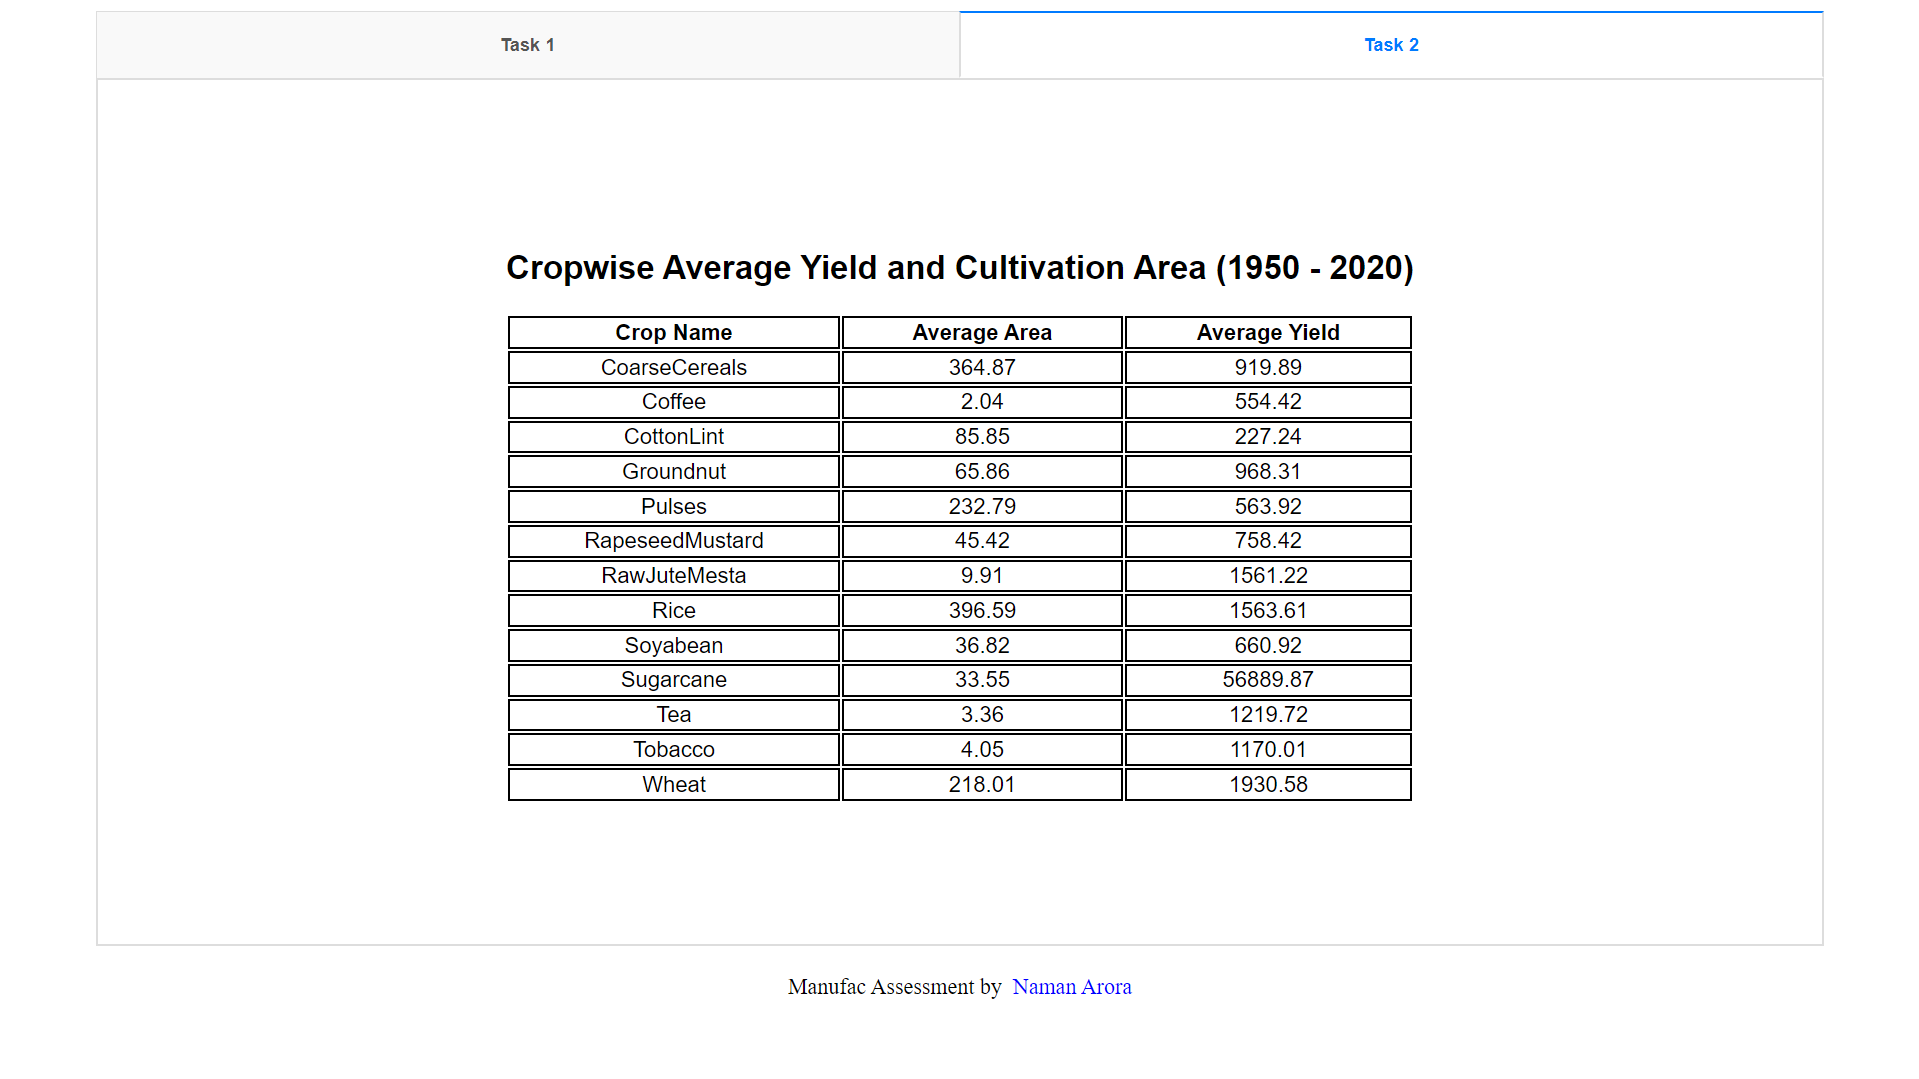 Task 1 Task 2
Cropwise Average Yield and Cultivation Area (1950 - 2020)
Crop Name Average Area Average Yield
CoarseCereals 364.87 919.89
Coffee 2.04 554.42
CottonLint 85.85 227.24
Groundnut 65.86 968.31
Pulses 232.79 563.92
RapeseedMustard 45.42 758.42
RawJuteMesta 9.91 1561.22
Rice 396.59 1563.61
Soyabean 36.82 660.92
Sugarcane 33.55 56889.87
Tea 3.36 1219.72
Tobacco 4.05 1170.01
Wheat 218.01 1930.58
Manufac Assessment by Naman Arora